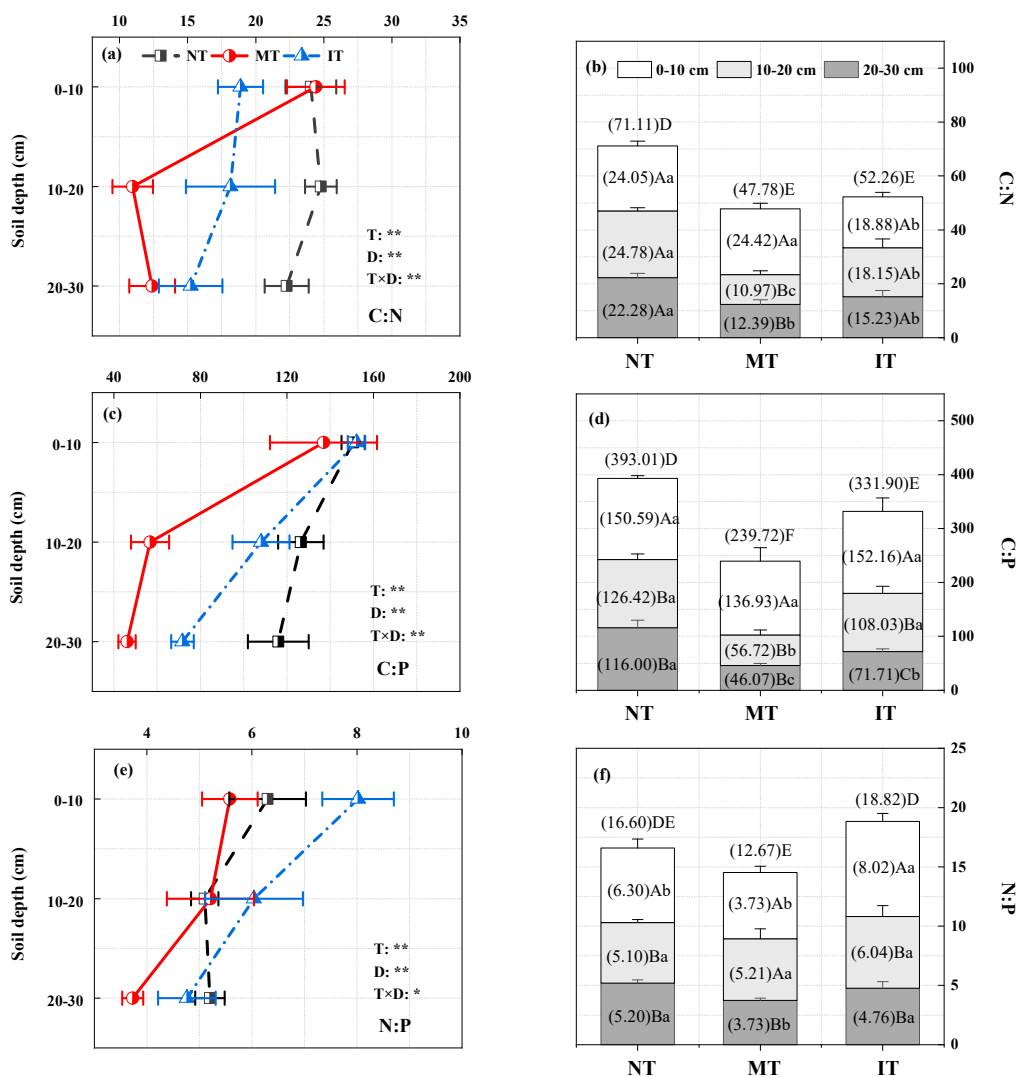 10 15 20 25 30 35
(a) NT MT IT
0-10
10-20
20-30
Soil depth (cm)
T: **
D: **
T×D: **
C:N
(b) 0-10 cm 10-20 cm 20-30 cm
100
80
60
40
20
0
C:N
(71.11)D
(24.05)Aa
(24.78)Aa
(22.28)Aa
(47.78)E
(24.42)Aa
(10.97)Bc
(12.39)Bb
(52.26)E
(18.88)Ab
(18.15)Ab
(15.23)Ab
NT MT IT
40 80 120 160 200
(c)
0-10
10-20
20-30
Soil depth (cm)
T: **
D: **
T×D: **
C:P
(d)
500
400
300
200
100
0
C:P
(393.01)D
(150.59)Aa
(126.42)Ba
(116.00)Ba
(239.72)F
(136.93)Aa
(56.72)Bb
(46.07)Bc
(331.90)E
(152.16)Aa
(108.03)Ba
(71.71)Cb
NT MT IT
4 6 8 10
(e)
0-10
10-20
20-30
Soil depth (cm)
T: **
D: **
T×D: *
N:P
(f)
25
20
15
10
5
0
N:P
(16.60)DE
(6.30)Ab
(5.10)Ba
(5.20)Ba
(12.67)E
(3.73)Ab
(5.21)Aa
(3.73)Bb
(18.82)D
(8.02)Aa
(6.04)Ba
(4.76)Ba
NT MT IT